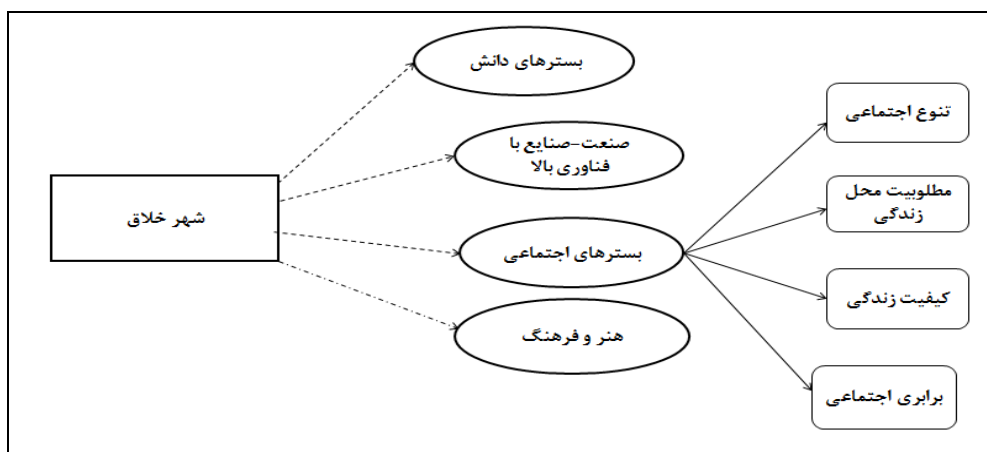 شهر خلاق
بسترهای دانش
صنعت-صنایع با
فناوری بالا
بسترهای اجتماعی
هنر و فرهنگ
تنوع اجتماعی
مطلوبیت محل
زندگی
کیفیت زندگی
برابری اجتماعی